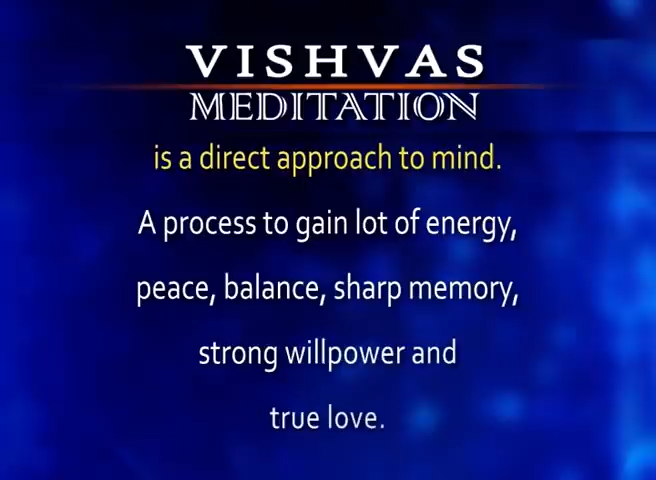 VISHVAS
MEDITATION
is a direct approach to mind.
A process to gain lot of energy,
peace, balance, sharp memory,
strong willpower and
true love.